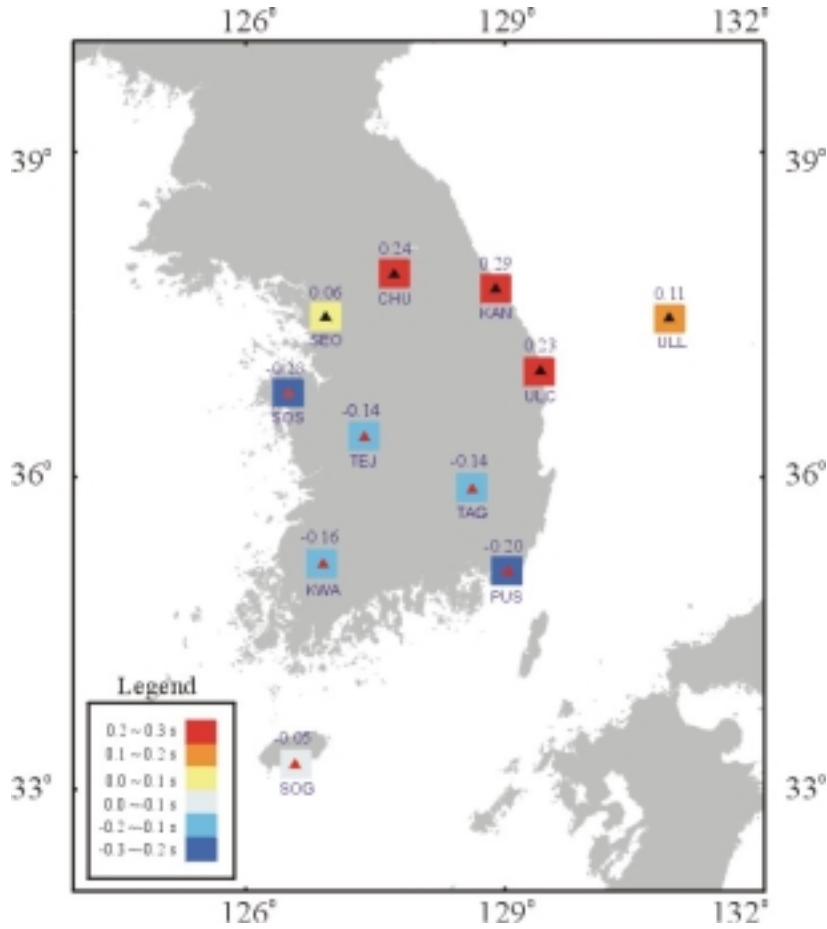 126° 129° 132°
39° 39°
0.24
CHU
0.29
KAN
0.06
SEO
0.11
ULL
0.23
ULC
SOS
-0.14
TEJ
36° 36°
-0.14
TAG
-0.16
KWA
-0.20
PUS
Legend
0.2~0.3 s
0.1~0.2 s
0.0~0.1 s
0.0~-0.1 s
-0.2~-0.1 s
-0.3~-0.2 s
-0.05
SOG
33° 33°
126° 129° 132°